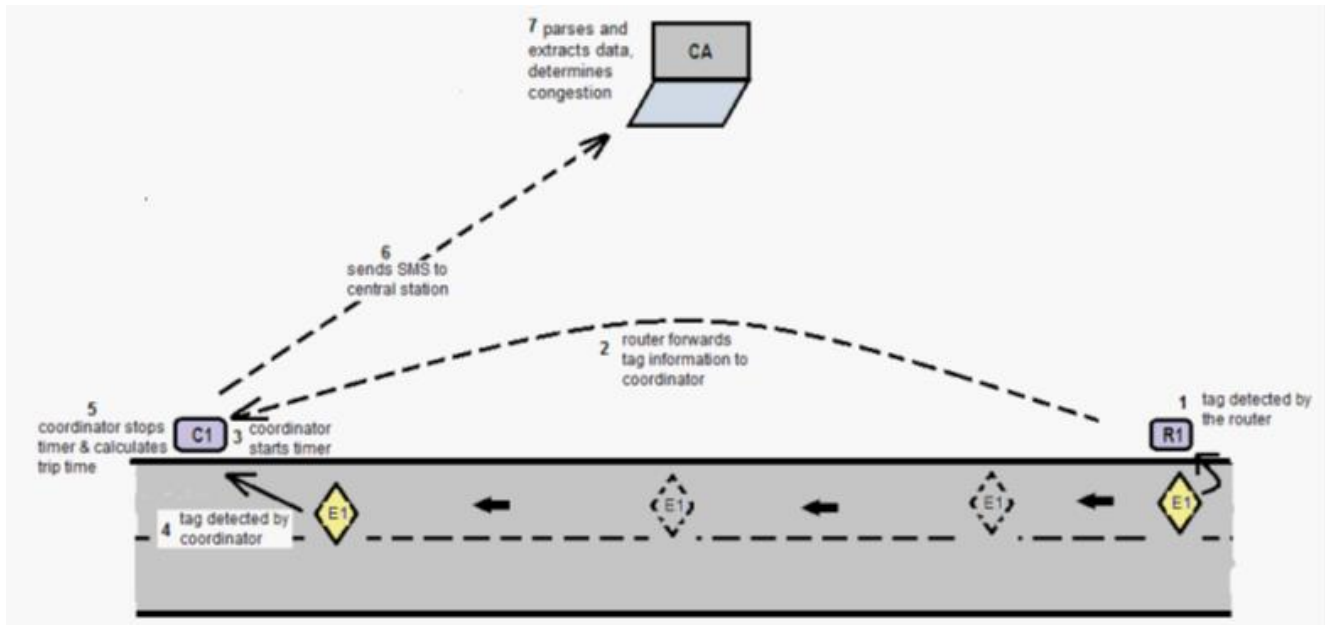 7 parses and
extracts data,
determines
congestion
CA
6
sends SMS to
central station
2 router forwards
tag information to
coordinator
5
coordinator stops
timer & calculates
trip time
C1
3 coordinator
starts timer
1 tag detected by
the router
R1
4 tag detected by
coordinator
E1
E1
E1
E1